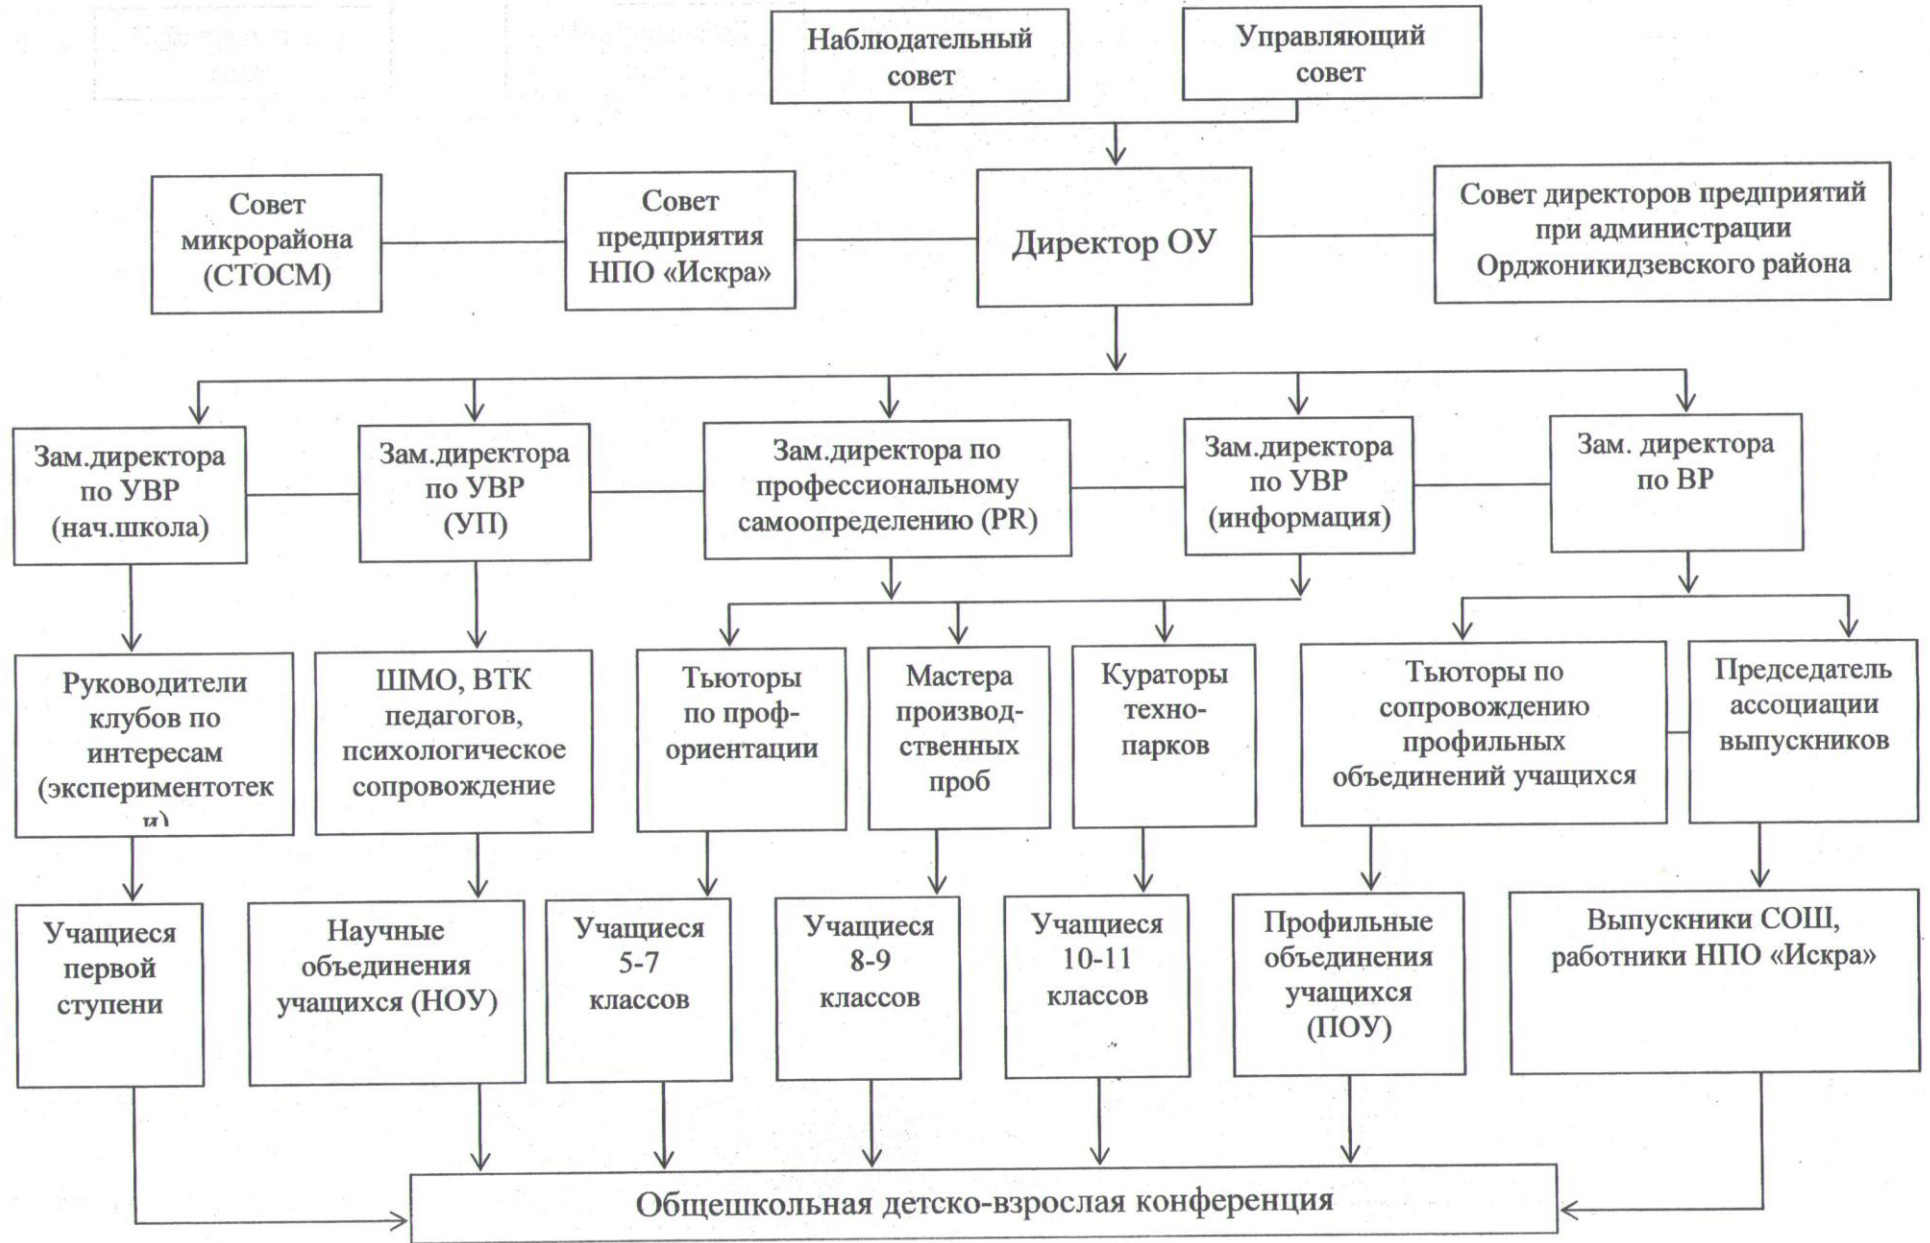 Наблюдательный
совет
Управляющий
совет
Совет
микрорайона
(СТОСМ)
Совет
предприятия
НПО «Искра»
Директор ОУ
Совет директоров предприятий
при администрации
Орджоникидзевского района
Зам.директора
по УВР
(нач.школа)
Зам.директора
по УВР
(УП)
Зам.директора по
профессиональному
самоопределению (PR)
Зам.директора
по УВР
(информация)
Зам. директора
по ВР
Руководители
клубов по
интересам
(экспериментотек
и)
ШМО, ВТК
педагогов,
психологическое
сопровождение
Тьюторы
по проф-
ориентации
Мастера
производ-
ственных
проб
Кураторы
техно-
парков
Тьюторы по
сопровождению
профильных
объединений учащихся
Председатель
ассоциации
выпускников
Учащиеся
первой
ступени
Научные
объединения
учащихся (НОУ)
Учащиеся
5-7
классов
Учащиеся
8-9
классов
Учащиеся
10-11
классов
Профильные
объединения
учащихся
(ПОУ)
Выпускники СОШ,
работники НПО «Искра»
Общешкольная детско-взрослая конференция